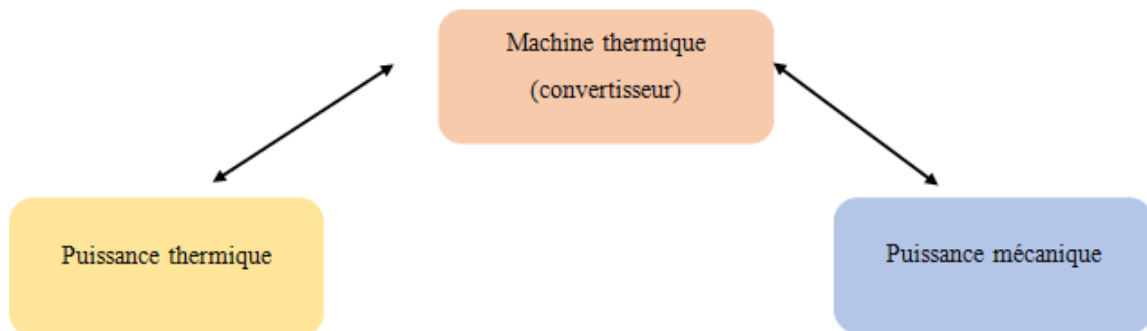 Machine thermique
(convertisseur)
Puissance thermique
Puissance mécanique